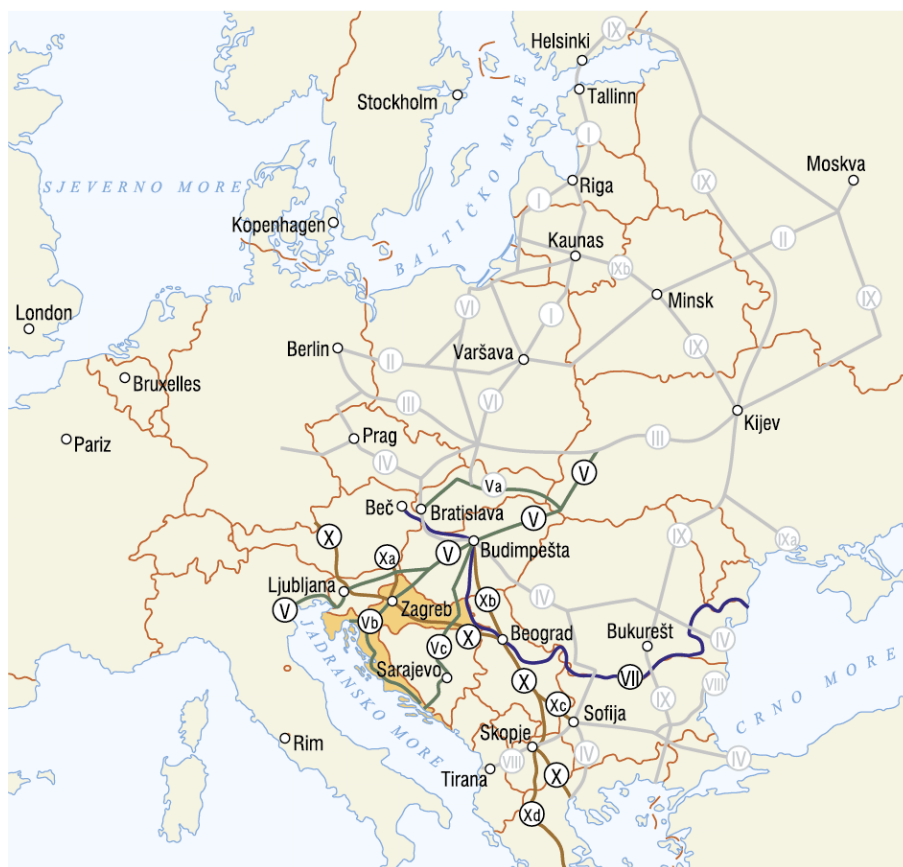 Helsinki
IX
Stockholm
Tallinn
I
BALTIČKO MORE
Moskva
SJEVERNO MORE
Riga
I
IX
Kopenhagen
Kaunas
II
IXb
Minsk
IX
London
VI
I
Berlin
II
Varšava
IX
Bruxelles
III
VI
Kijev
Pariz
Prag
III
IV
V
Va
Beč
Bratislava
V
X
Budimpešta
IX
IXa
Xa
V
Ljubljana
IV
V
Zagreb
Xb
Vb
X
Beograd
Bukurešt
IV
Vc
JADRANSKO MORE
Sarajevo
X
VII
VIII
Xc
IX
CRNO MORE
Sofija
Rim
Skopje
VIII
IV
IV
Tirana
X
Xd